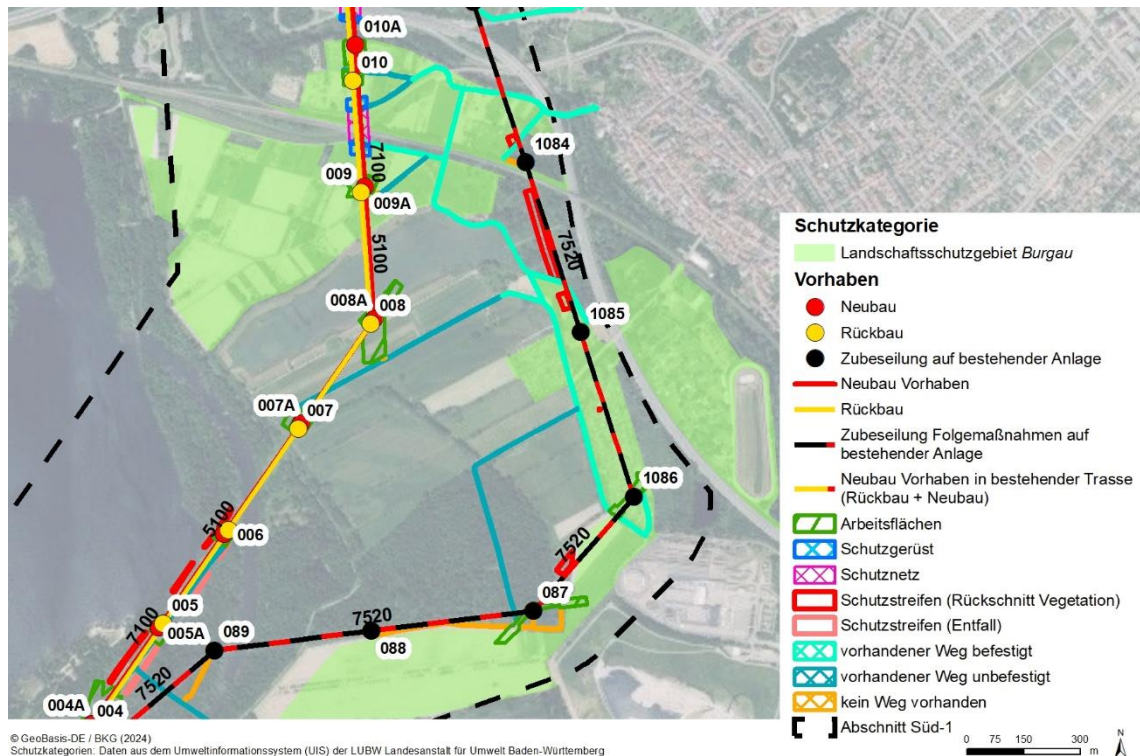 010A
010
1084
009
7100
009A
7520
5100
008A
008
1085
007A
007
1086
5100
006
7520
005
087
7100
005A
089
7520
088
7520
004A
004
Schutzkategorie
Landschaftsschutzgebiet Burgau
Vorhaben
Neubau
Rückbau
Zubeseilung auf bestehender Anlage
Neubau Vorhaben
Rückbau
Zubeseilung Folgemaßnahmen auf
bestehender Anlage
Neubau Vorhaben in bestehender Trasse
(Rückbau + Neubau)
Arbeitsflächen
Schutzgerüst
Schutznetz
Schutzstreifen (Rückschnitt Vegetation)
Schutzstreifen (Entfall)
vorhandener Weg befestigt
vorhandener Weg unbefestigt
kein Weg vorhanden
Abschnitt Süd-1
0 75 150 300
m
N
© GeoBasis-DE / BKG (2024)
Schutzkategorien: Daten aus dem Umweltinformationssystem (UIS) der LUBW Landesanstalt für Umwelt Baden-Württemberg